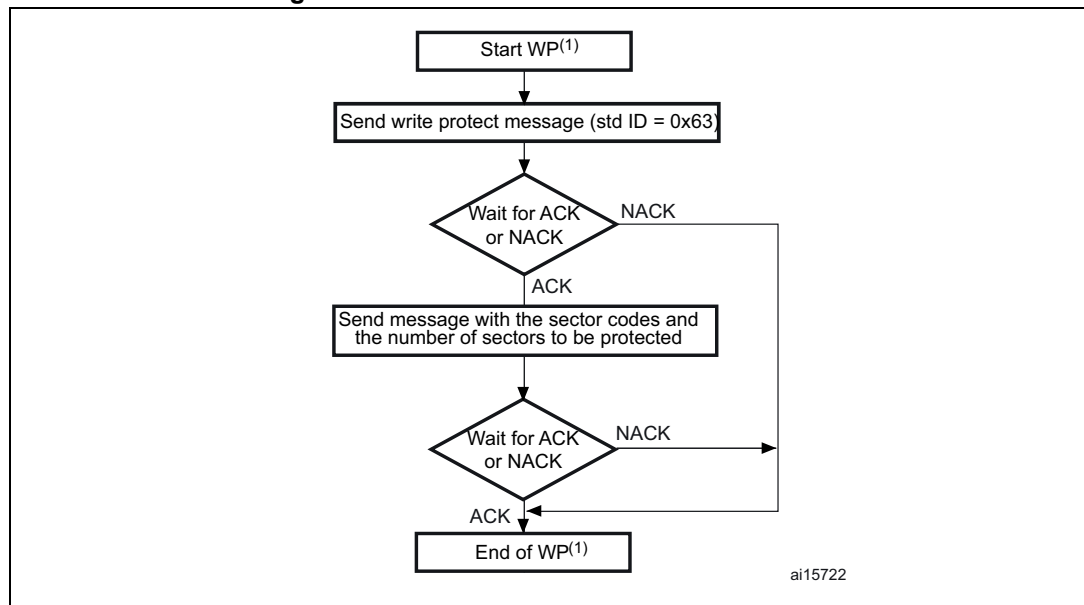 Start WP(1)
Send write protect message (std ID = 0x63)
Wait for ACK
or NACK
NACK
ACK
Send message with the sector codes and
the number of sectors to be protected
Wait for ACK
or NACK
NACK
ACK
End of WP(1)
ai15722